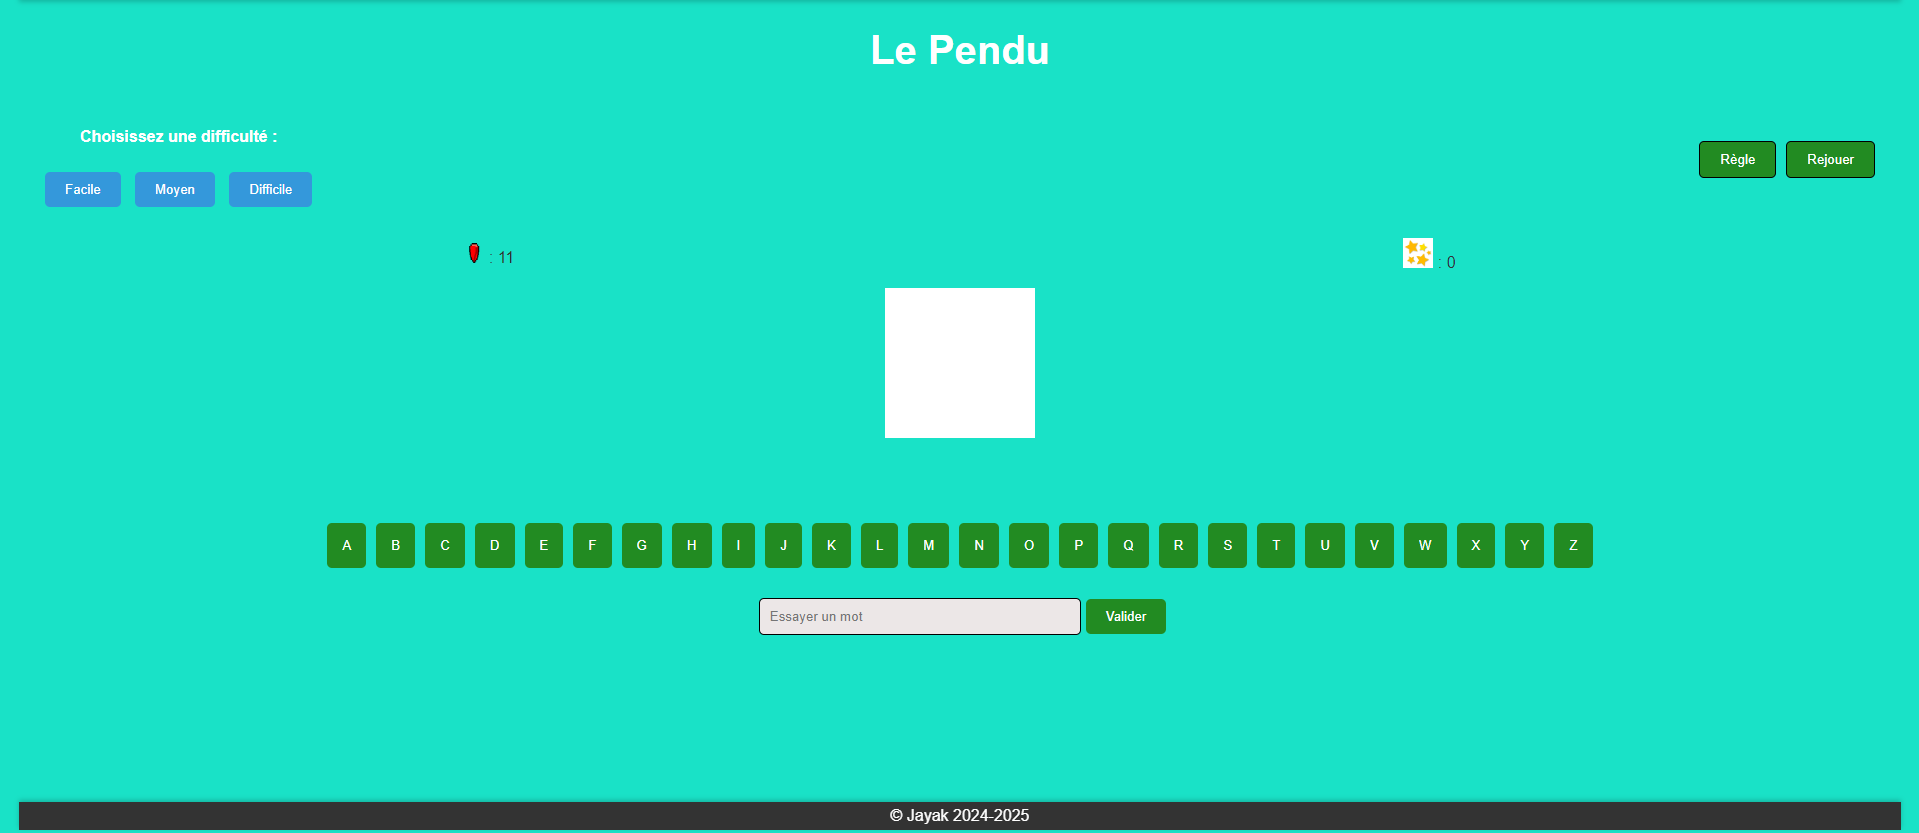 Le Pendu
Choisissez une difficulté :
Facile Moyen Difficile
Règle Rejouer
: 11
: 0
A B C D E F G H I J K L M N O P Q R S T U V W X Y Z
Essayer un mot Valider
© Jayak 2024-2025